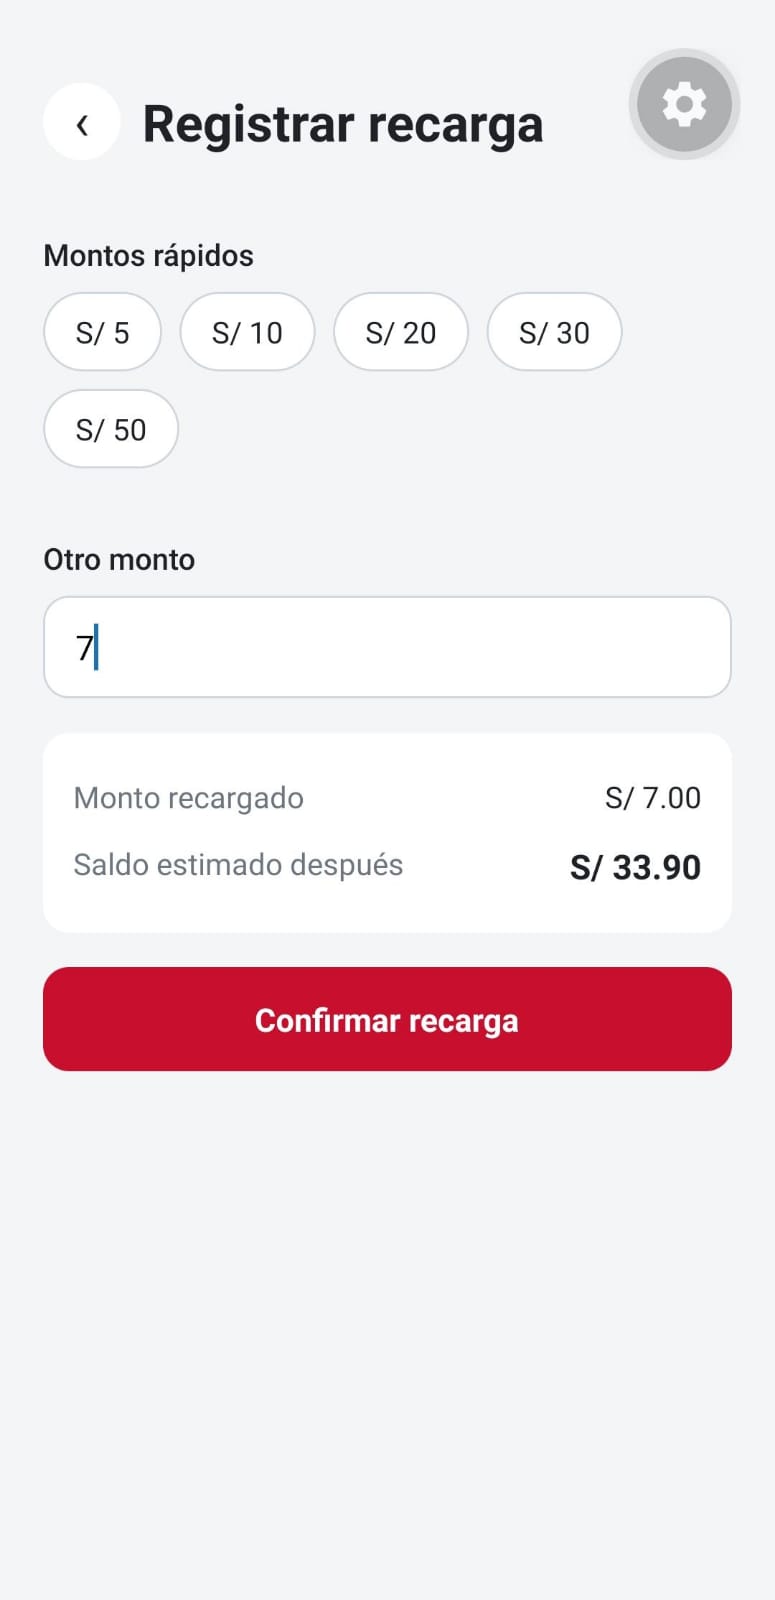 Registrar recarga
Montos rápidos
S/ 5 S/ 10 S/ 20 S/ 30
S/ 50
Otro monto
7
Monto recargado S/ 7.00
Saldo estimado después S/ 33.90
Confirmar recarga